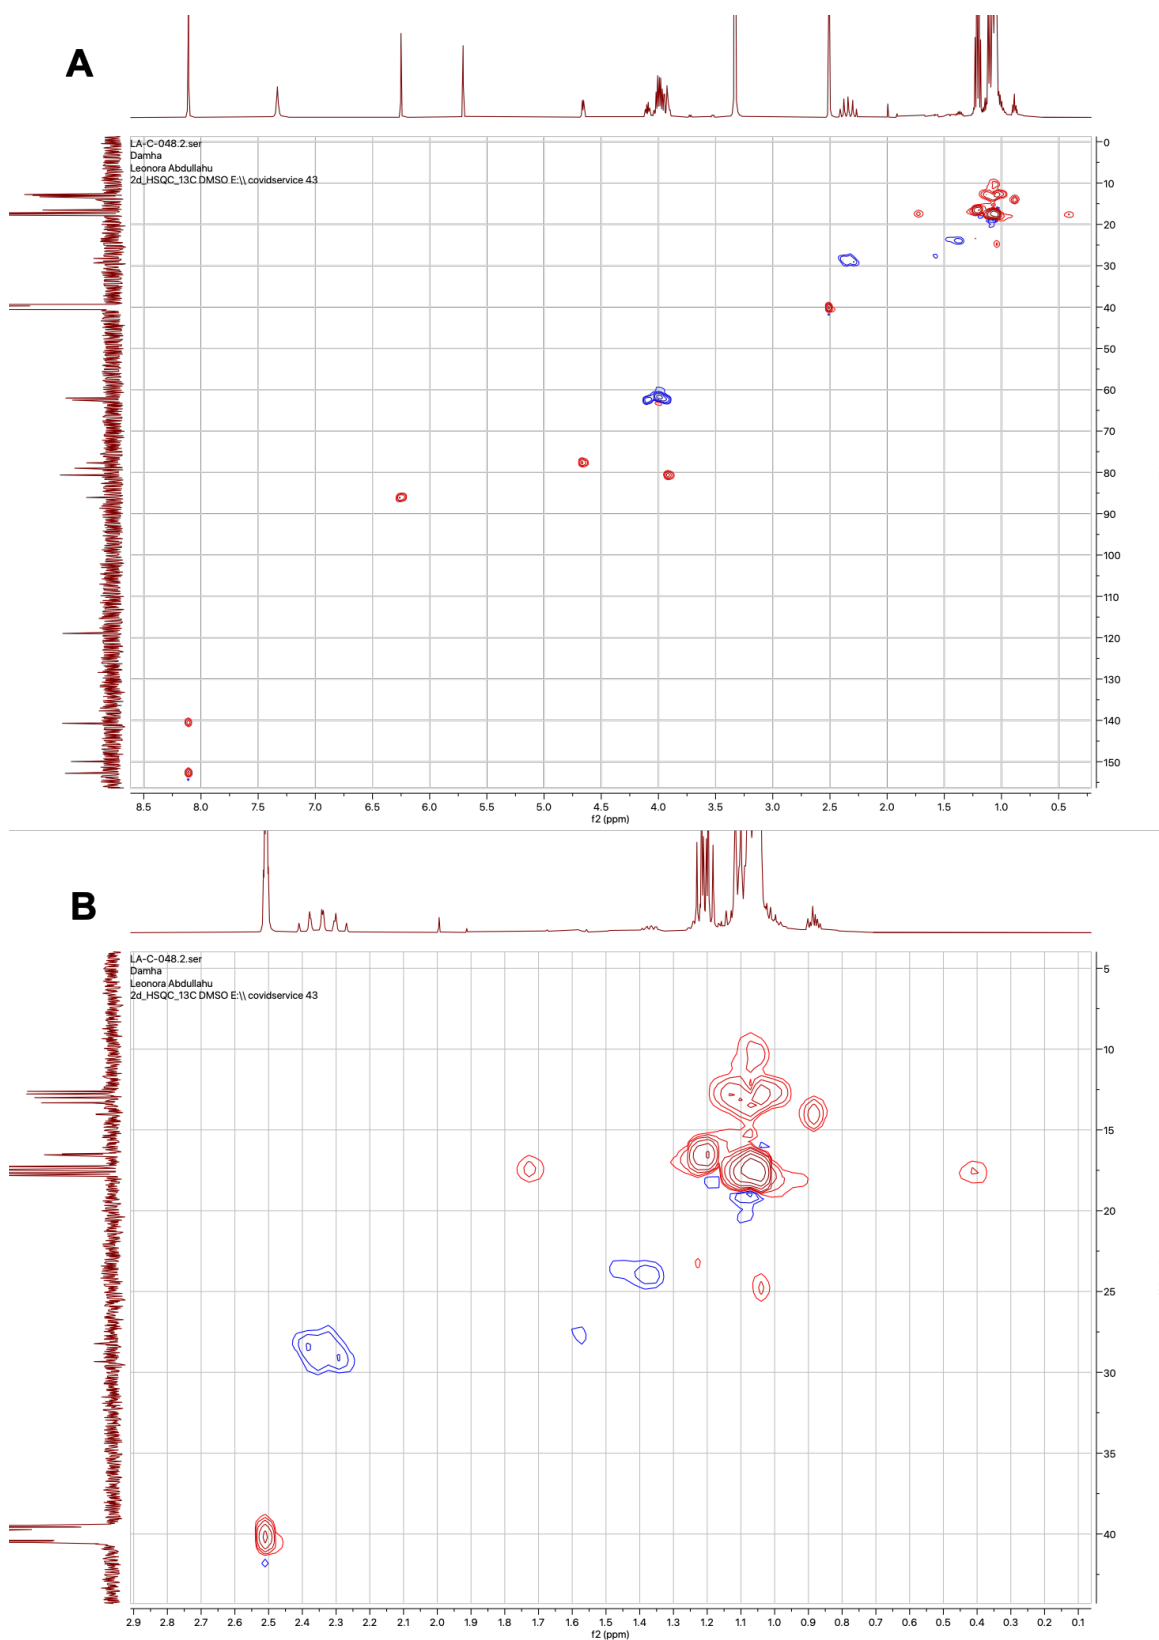 A
LA-C-048.2.ser
Damha
Leonora Abdullahu
2d_HSQC_13C DMSO E:\\ covidservice 43
0
10
20
30
40
50
60
70
80
90
100
110
120
130
140
150
8.5 8.0 7.5 7.0 6.5 6.0 5.5 5.0 4.5 4.0 3.5 3.0 2.5 2.0 1.5 1.0 0.5
f2 (ppm)
B
LA-C-048.2.ser
Damha
Leonora Abdullahu
2d_HSQC_13C DMSO E:\\ covidservice 43
5
10
15
20
25
30
35
40
2.9 2.8 2.7 2.6 2.5 2.4 2.3 2.2 2.1 2.0 1.9 1.8 1.7 1.6 1.5 1.4 1.3 1.2 1.1 1.0 0.9 0.8 0.7 0.6 0.5 0.4 0.3 0.2 0.1
f2 (ppm)